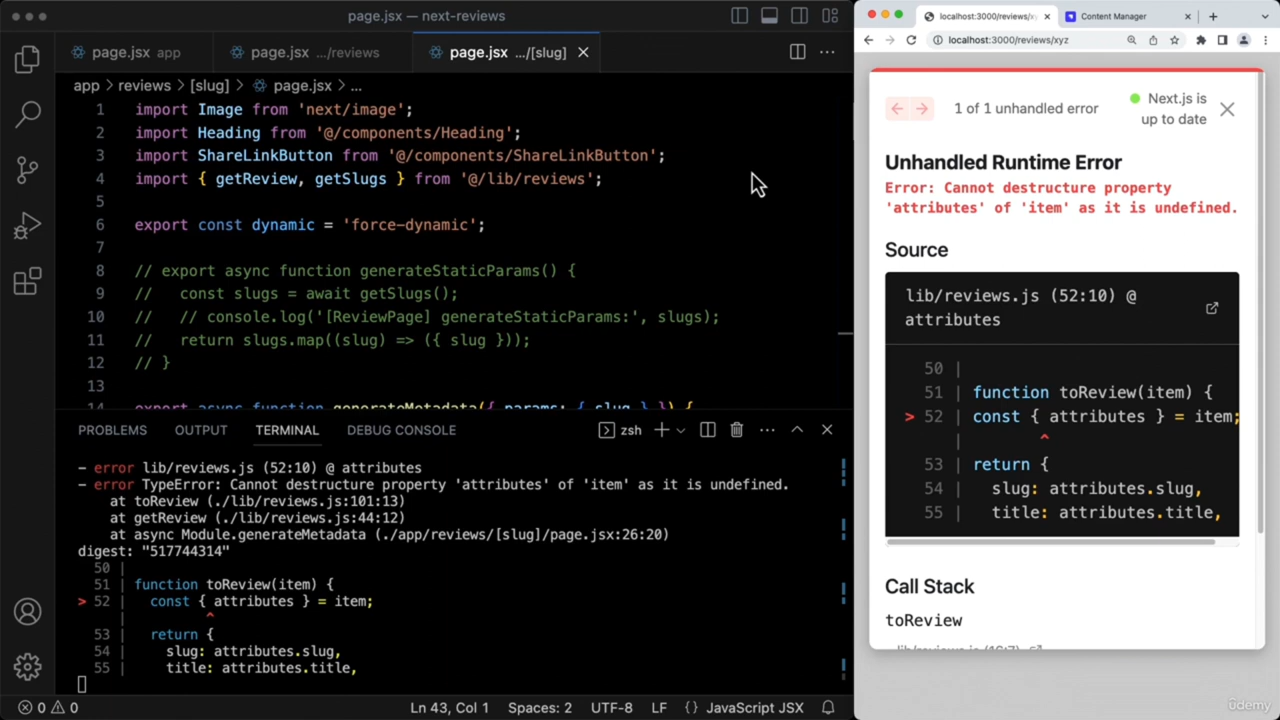 page.jsx — next-reviews
page.jsx app
page.jsx .../reviews
page.jsx .../[slug]
app > reviews > [slug] > page.jsx > ...
1 import Image from 'next/image';
2 import Heading from '@/components/Heading';
3 import ShareLinkButton from '@/components/ShareLinkButton';
4 import { getReview, getSlugs } from '@/lib/reviews';
5
6 export const dynamic = 'force-dynamic';
7
8 // export async function generateStaticParams() {
9 //   const slugs = await getSlugs();
10 //   // console.log('[ReviewPage] generateStaticParams:', slugs);
11 //   return slugs.map((slug) => ({ slug }));
12 // }
13
14 export async function generateMetadata({ params: { slug } }) {
PROBLEMS OUTPUT TERMINAL DEBUG CONSOLE
zsh
- error lib/reviews.js (52:10) @ attributes
- error TypeError: Cannot destructure property 'attributes' of 'item' as it is undefined.
at toReview (./lib/reviews.js:101:13)
at getReview (./lib/reviews.js:44:12)
at async Module.generateMetadata (./app/reviews/[slug]/page.jsx:26:20)
digest: "517744314"
50 |
51 | function toReview(item) {
> 52 |   const { attributes } = item;
| ^
53 |   return {
54 |     slug: attributes.slug,
55 |     title: attributes.title,
0 0
Ln 43, Col 1 Spaces: 2 UTF-8 LF {} JavaScript JSX
localhost:3000/reviews/xy
Content Manager
localhost:3000/reviews/xyz
1 of 1 unhandled error
Next.js is
up to date
Unhandled Runtime Error
Error: Cannot destructure property
'attributes' of 'item' as it is undefined.
Source
lib/reviews.js (52:10) @
attributes
50 |
51 | function toReview(item) {
> 52 | const { attributes } = item;
| ^
53 | return {
54 |   slug: attributes.slug,
55 |   title: attributes.title,
Call Stack
toReview
ûdemy